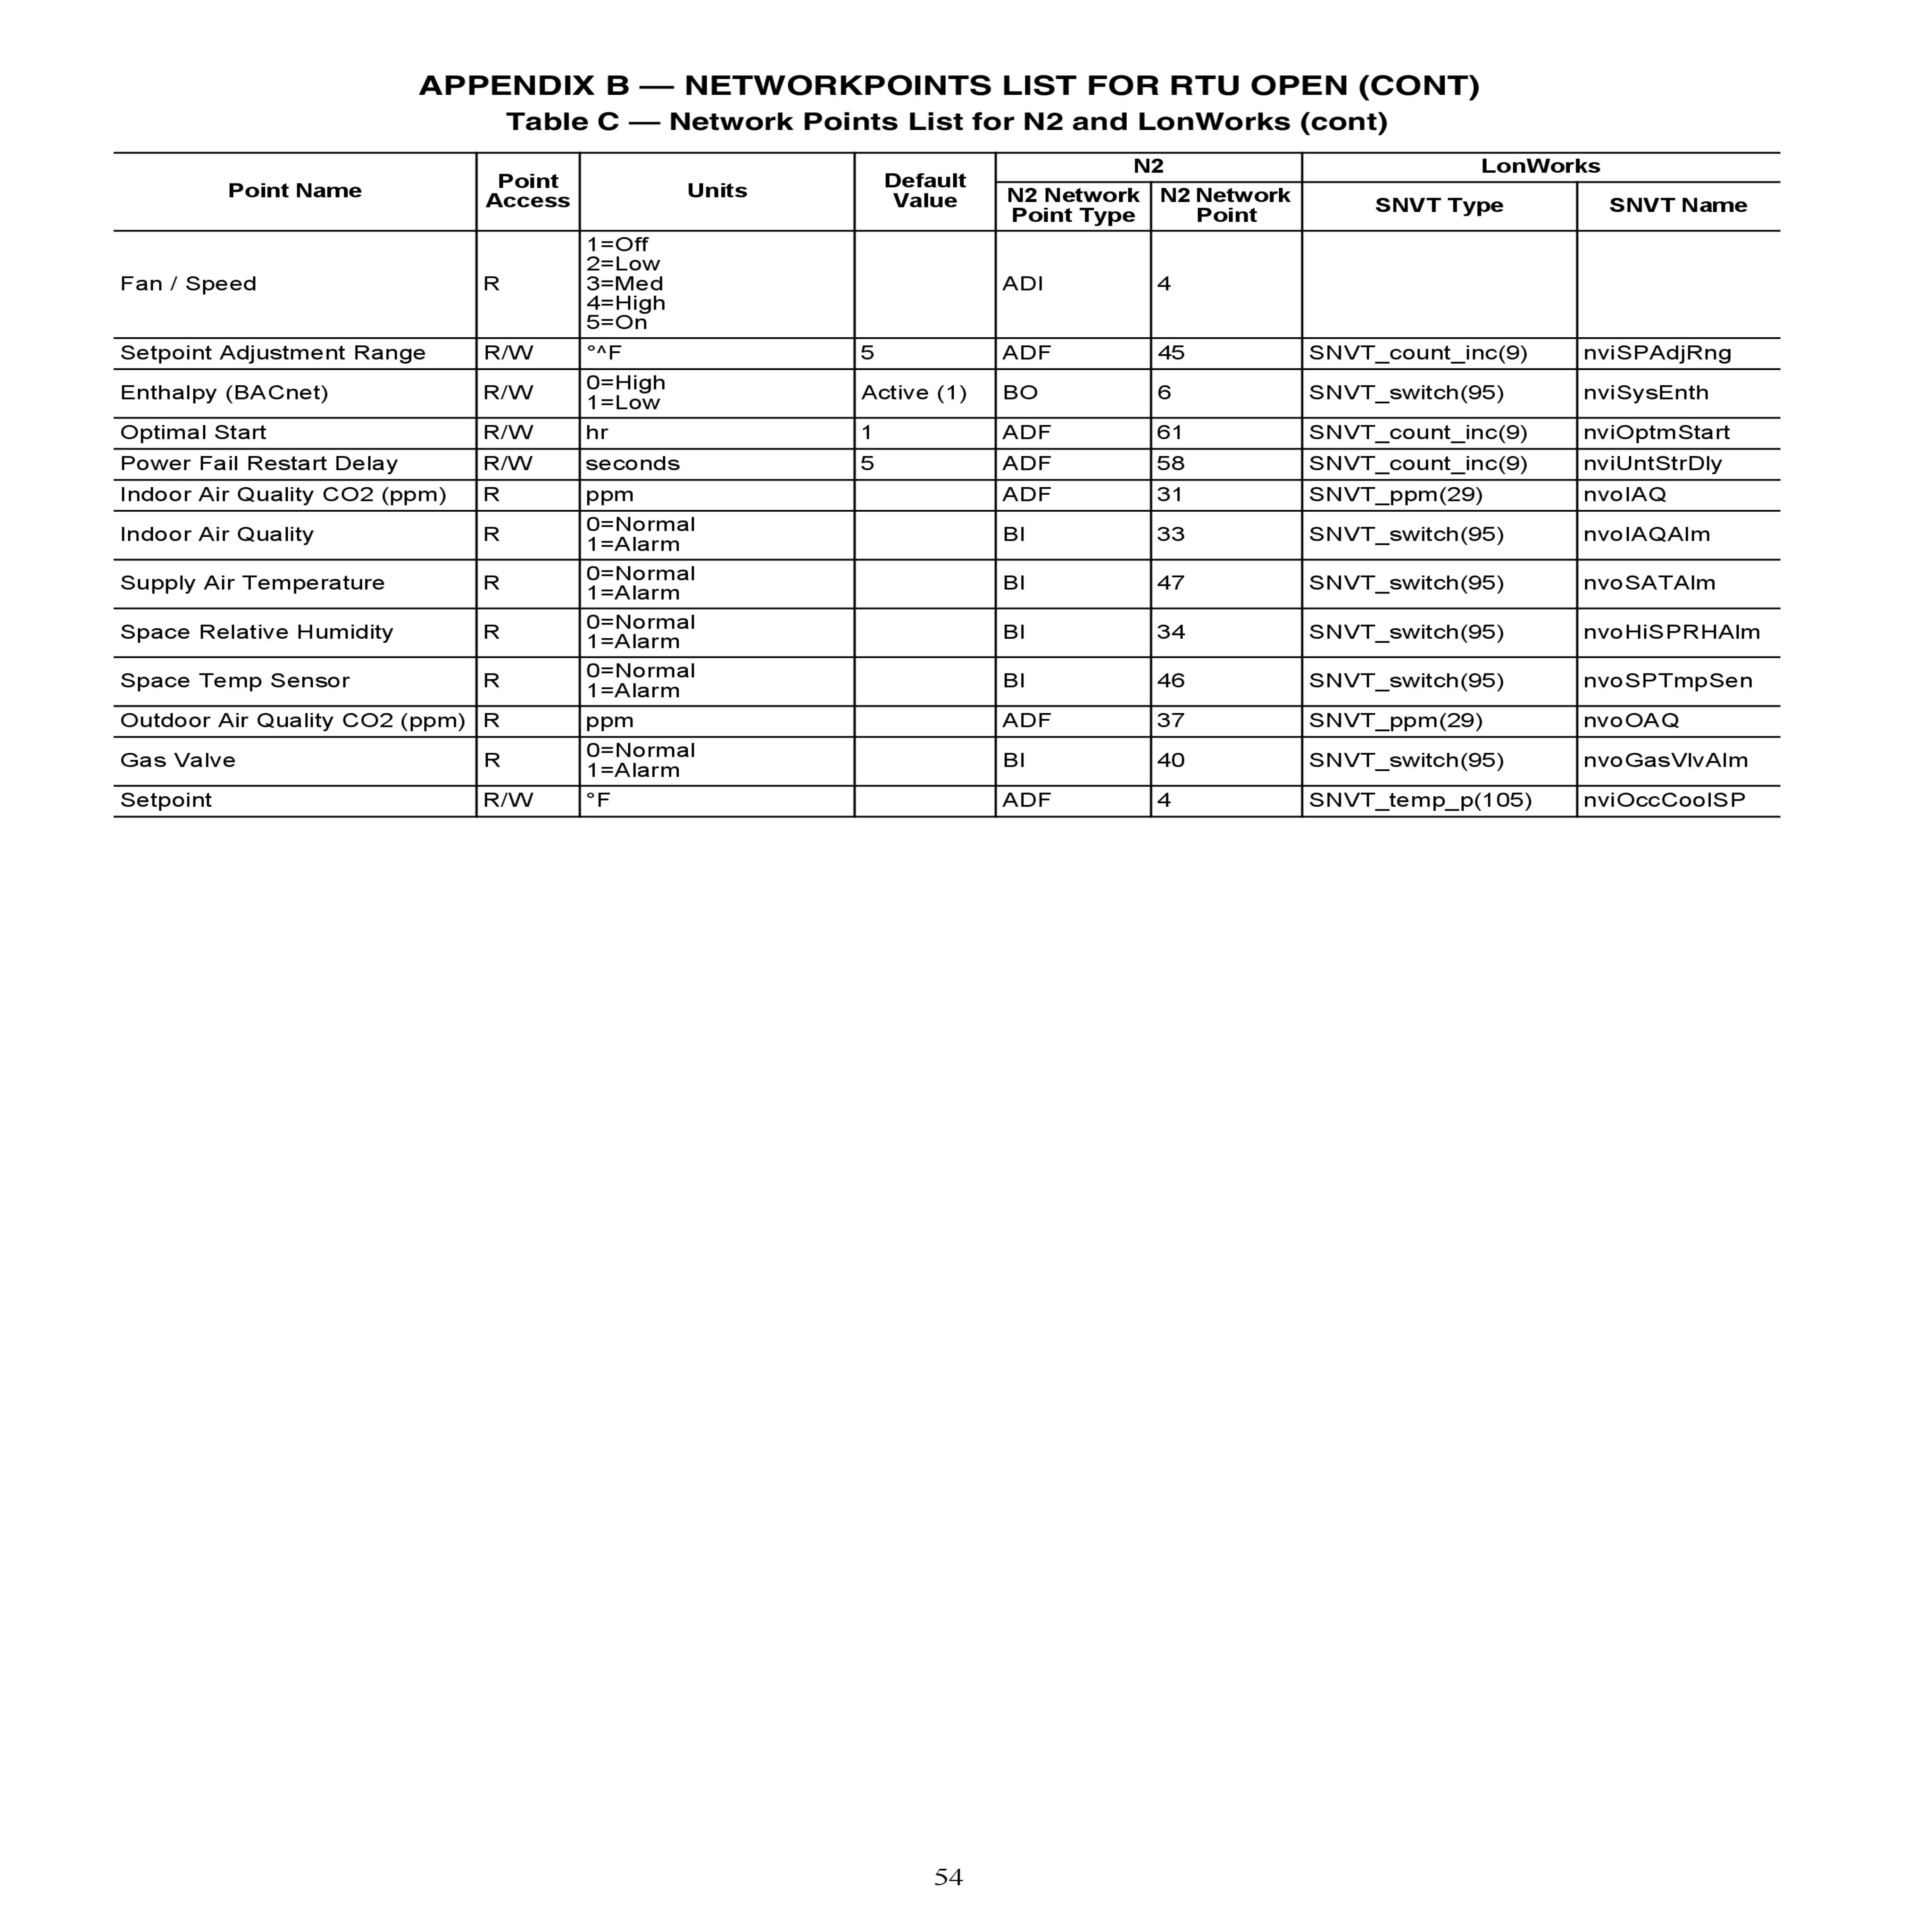 APPENDIX B — NETWORKPOINTS LIST FOR RTU OPEN (CONT)
Table C — Network Points List for N2 and LonWorks (cont)
Point Name | Point Access | Units | Default Value | N2 | LonWorks
N2 Network Point Type | N2 Network Point | SNVT Type | SNVT Name
Fan / Speed | R | 1=Off 2=Low 3=Med 4=High 5=On | | ADI | 4 | |
Setpoint Adjustment Range | R/W | °^F | 5 | ADF | 45 | SNVT_count_inc(9) | nviSPAdjRng
Enthalpy (BACnet) | R/W | 0=High 1=Low | Active (1) | BO | 6 | SNVT_switch(95) | nviSysEnth
Optimal Start | R/W | hr | 1 | ADF | 61 | SNVT_count_inc(9) | nviOptmStart
Power Fail Restart Delay | R/W | seconds | 5 | ADF | 58 | SNVT_count_inc(9) | nviUntStrDly
Indoor Air Quality CO2 (ppm) | R | ppm | | ADF | 31 | SNVT_ppm(29) | nvoIAQ
Indoor Air Quality | R | 0=Normal 1=Alarm | | BI | 33 | SNVT_switch(95) | nvoIAQAlm
Supply Air Temperature | R | 0=Normal 1=Alarm | | BI | 47 | SNVT_switch(95) | nvoSATAlm
Space Relative Humidity | R | 0=Normal 1=Alarm | | BI | 34 | SNVT_switch(95) | nvoHiSPRHAlm
Space Temp Sensor | R | 0=Normal 1=Alarm | | BI | 46 | SNVT_switch(95) | nvoSPTmpSen
Outdoor Air Quality CO2 (ppm) | R | ppm | | ADF | 37 | SNVT_ppm(29) | nvoOAQ
Gas Valve | R | 0=Normal 1=Alarm | | BI | 40 | SNVT_switch(95) | nvoGasVlvAlm
Setpoint | R/W | °F | | ADF | 4 | SNVT_temp_p(105) | nviOccCoolSP
54